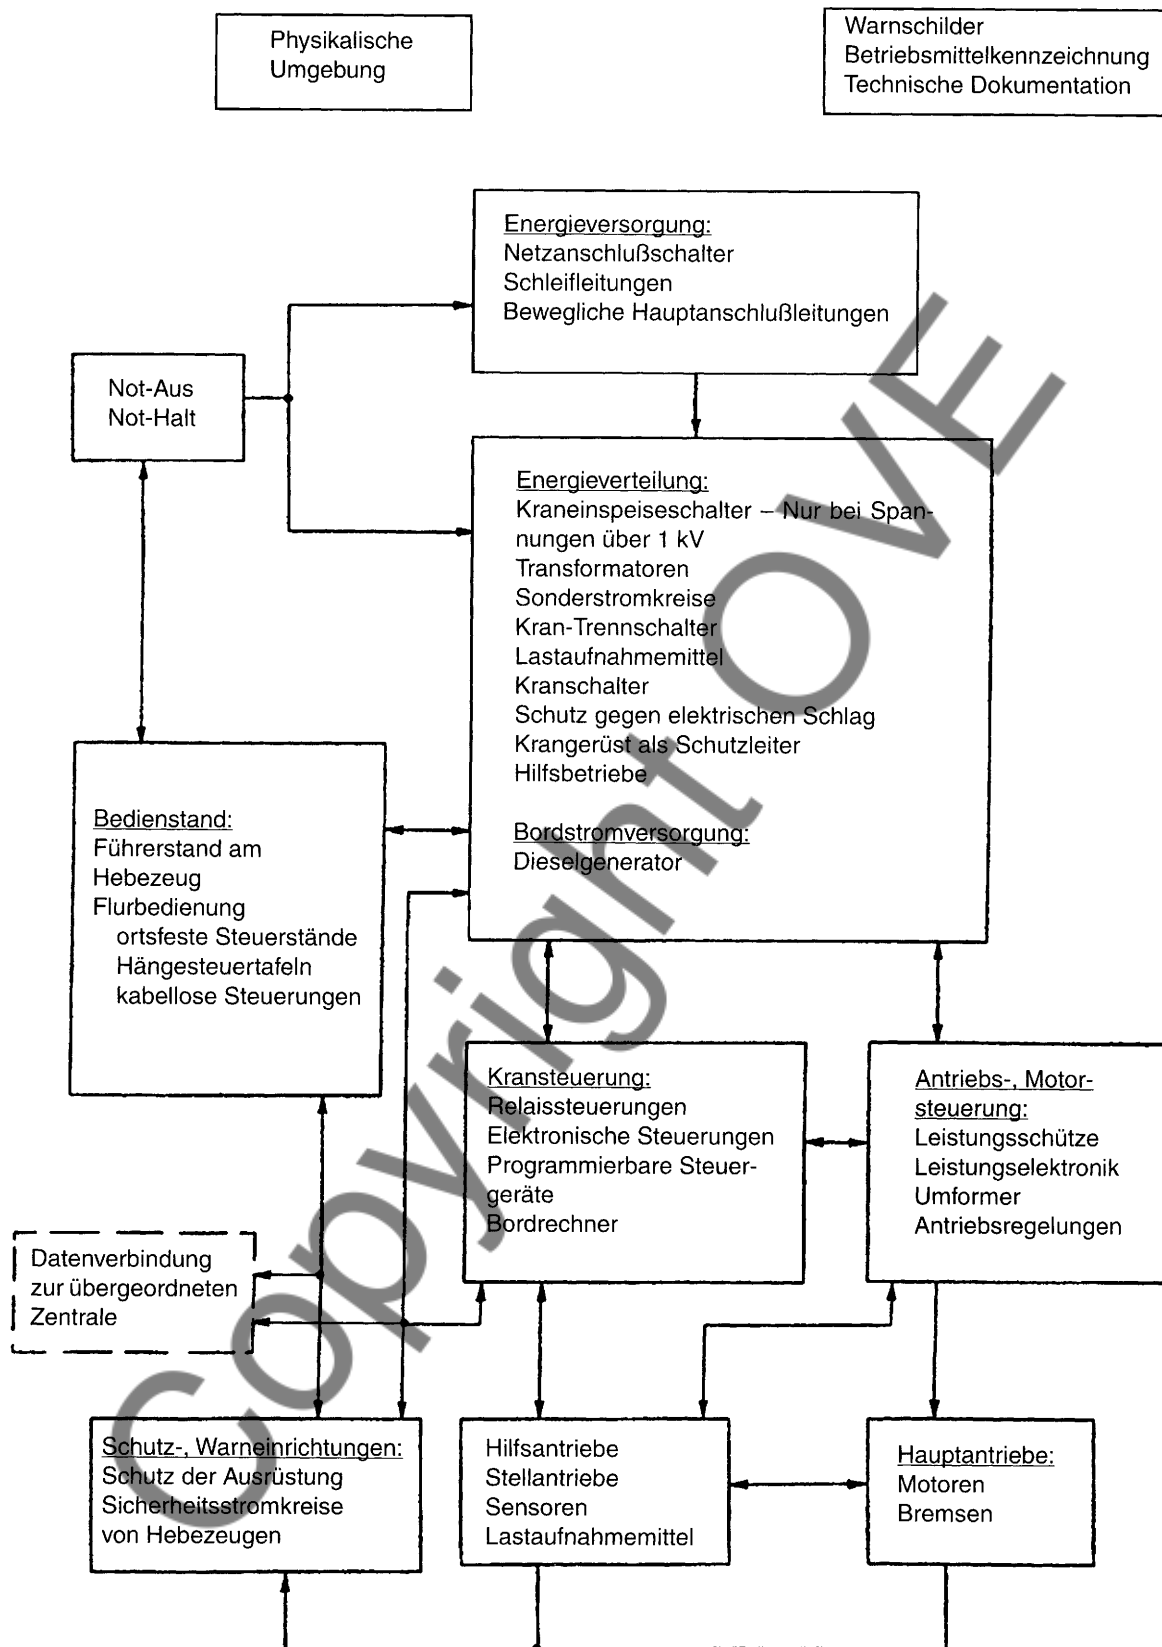 Physikalische
Umgebung
Warnschilder
Betriebsmittelkennzeichnung
Technische Dokumentation
Energieversorgung:
Netzanschlußschalter
Schleifleitungen
Bewegliche Hauptanschlußleitungen
Not-Aus
Not-Halt
Energieverteilung:
Kraneinspeiseschalter – Nur bei Span-
nungen über 1 kV
Transformatoren
Sonderstromkreise
Kran-Trennschalter
Lastaufnahmemittel
Kranschalter
Schutz gegen elektrischen Schlag
Krangerüst als Schutzleiter
Hilfsbetriebe
Bordstromversorgung:
Dieselgenerator
Bedienstand:
Führerstand am
Hebezeug
Flurbedienung
ortsfeste Steuerstände
Hängesteuertafeln
kabellose Steuerungen
Kransteuerung:
Relaissteuerungen
Elektronische Steuerungen
Programmierbare Steuer-
geräte
Bordrechner
Antriebs-, Motor-
steuerung:
Leistungsschütze
Leistungselektronik
Umformer
Antriebsregelungen
Datenverbindung
zur übergeordneten
Zentrale
Schutz-, Warneinrichtungen:
Schutz der Ausrüstung
Sicherheitsstromkreise
von Hebezeugen
Hilfsantriebe
Stellantriebe
Sensoren
Lastaufnahmemittel
Hauptantriebe:
Motoren
Bremsen
Copyright OVE